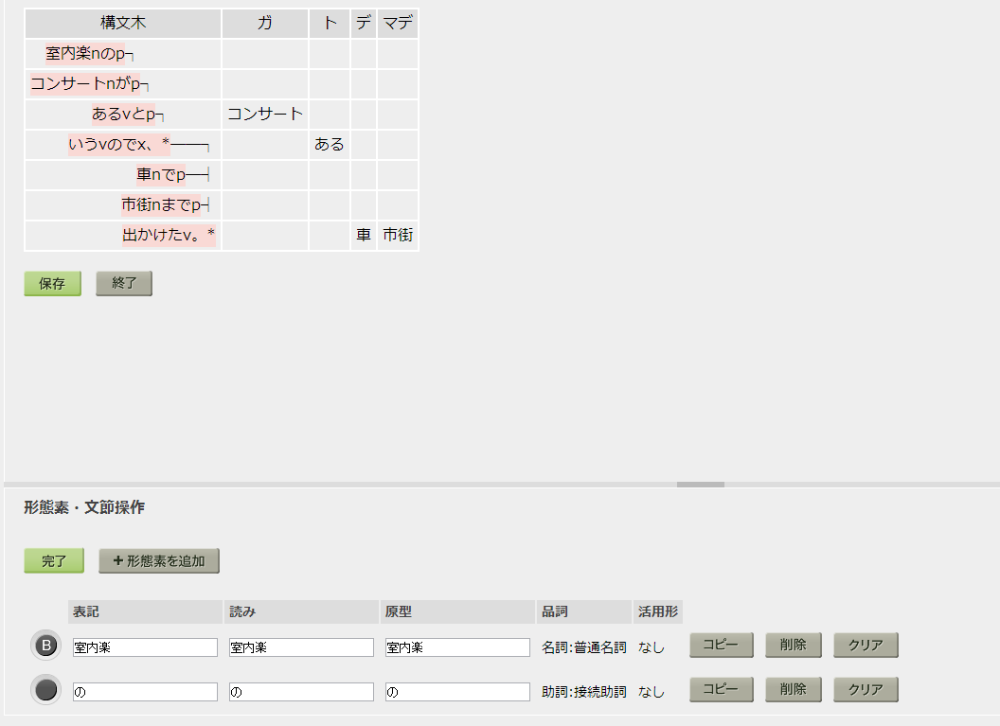 構文木 ガ ト デ マデ
室内楽nのp┐
コンサートnがp┐
あるvとp┐ コンサート
いうvのでx、*───┐ ある
車nでp──┤
市街nまでp┤
出かけたv。* 車 市街
保存 終了
形態素・文節操作
完了 +形態素を追加
表記 読み 原型 品詞 活用形
B 室内楽 室内楽 室内楽 名詞:普通名詞 なし コピー 削除 クリア
の の の 助詞:接続助詞 なし コピー 削除 クリア